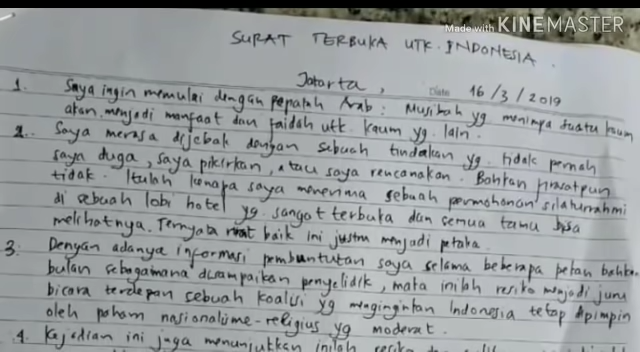 Made with KINEMASTER
SURAT TERBUKA UTK. INDONESIA.
Jakarta, Date 16/3/2019
1. Saya ingin memulai dengan pepatah Arab: Musibah yg. menimpa suatu kaum
akan menjadi manfaat dan faidah utk. kaum yg. lain.
2. Saya merasa dijebak dengan sebuah tindakan yg. tidak pernah
saya duga, saya pikirkan, atau saya rencanakan. Bahkan firasatpun
tidak. Itulah kenapa saya menerima sebuah permohonan silaturrahmi
di sebuah lobi hotel yg. sangat terbuka dan semua tamu bisa
melihatnya. Ternyata niat baik ini justru menjadi petaka.
3. Dengan adanya informasi pembuntutan saya selama beberapa pekan bahkan
bulan sebagaimana disampaikan penyelidik, maka inilah resiko menjadi juru
bicara terdepan sebuah koalisi yg menginginkan Indonesia tetap dipimpin
oleh paham nasionalisme-religius yg moderat.
4. Kejadian ini juga menunjukkan inilah resiko